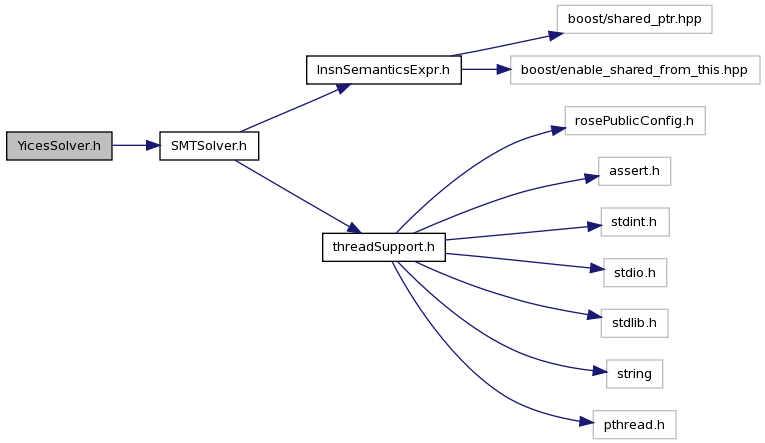 YicesSolver.h
SMTSolver.h
InsnSemanticsExpr.h
threadSupport.h
boost/shared_ptr.hpp
boost/enable_shared_from_this.hpp
rosePublicConfig.h
assert.h
stdint.h
stdio.h
stdlib.h
string
pthread.h